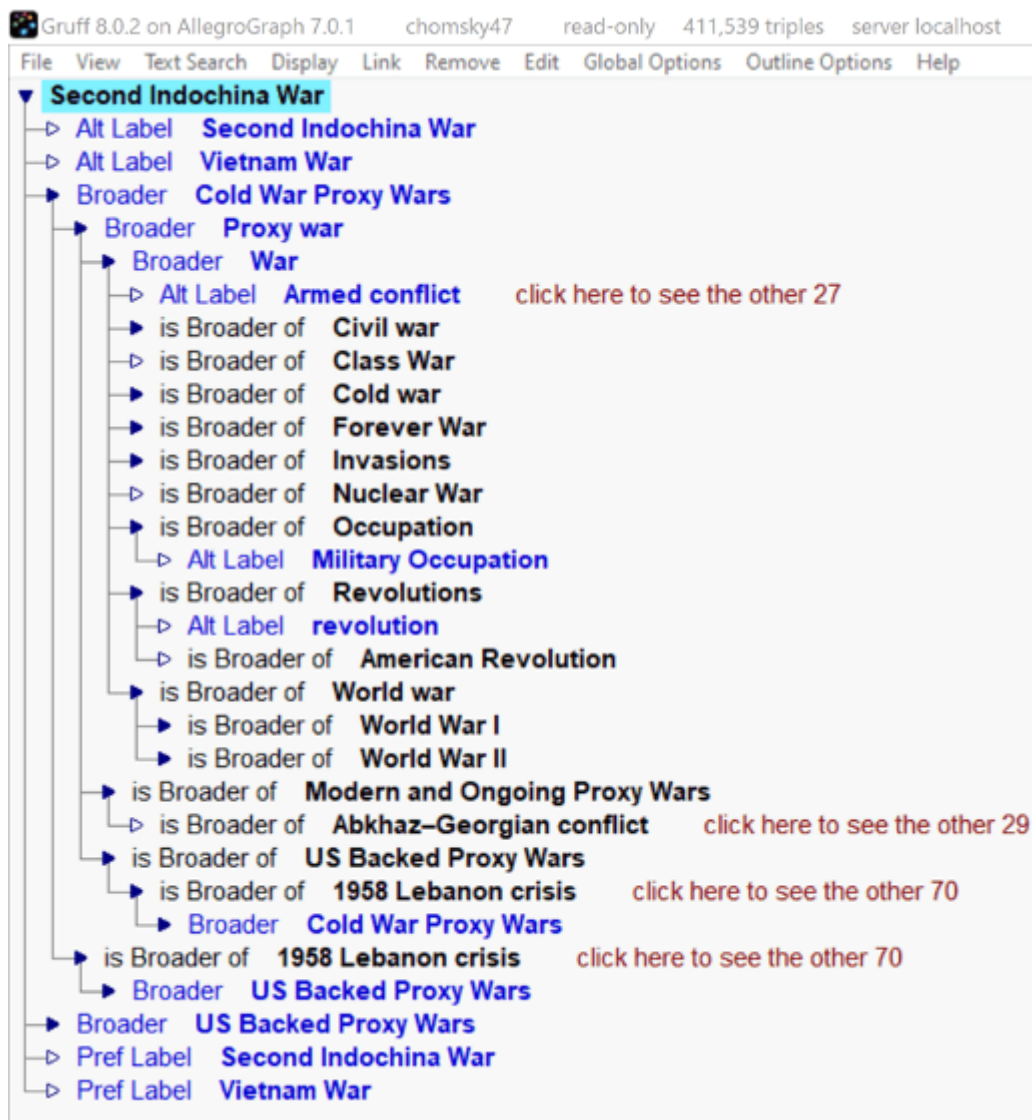 Gruff 8.0.2 on AllegroGraph 7.0.1 chomsky47 read-only 411,539 triples server localhost
File View Text Search Display Link Remove Edit Global Options Outline Options Help
Second Indochina War
Alt Label Second Indochina War
Alt Label Vietnam War
Broader Cold War Proxy Wars
Broader Proxy war
Broader War
Alt Label Armed conflict click here to see the other 27
is Broader of Civil war
is Broader of Class War
is Broader of Cold war
is Broader of Forever War
is Broader of Invasions
is Broader of Nuclear War
is Broader of Occupation
Alt Label Military Occupation
is Broader of Revolutions
Alt Label revolution
is Broader of American Revolution
is Broader of World war
is Broader of World War I
is Broader of World War II
is Broader of Modern and Ongoing Proxy Wars
is Broader of Abkhaz–Georgian conflict click here to see the other 29
is Broader of US Backed Proxy Wars
is Broader of 1958 Lebanon crisis click here to see the other 70
Broader Cold War Proxy Wars
is Broader of 1958 Lebanon crisis click here to see the other 70
Broader US Backed Proxy Wars
Broader US Backed Proxy Wars
Pref Label Second Indochina War
Pref Label Vietnam War